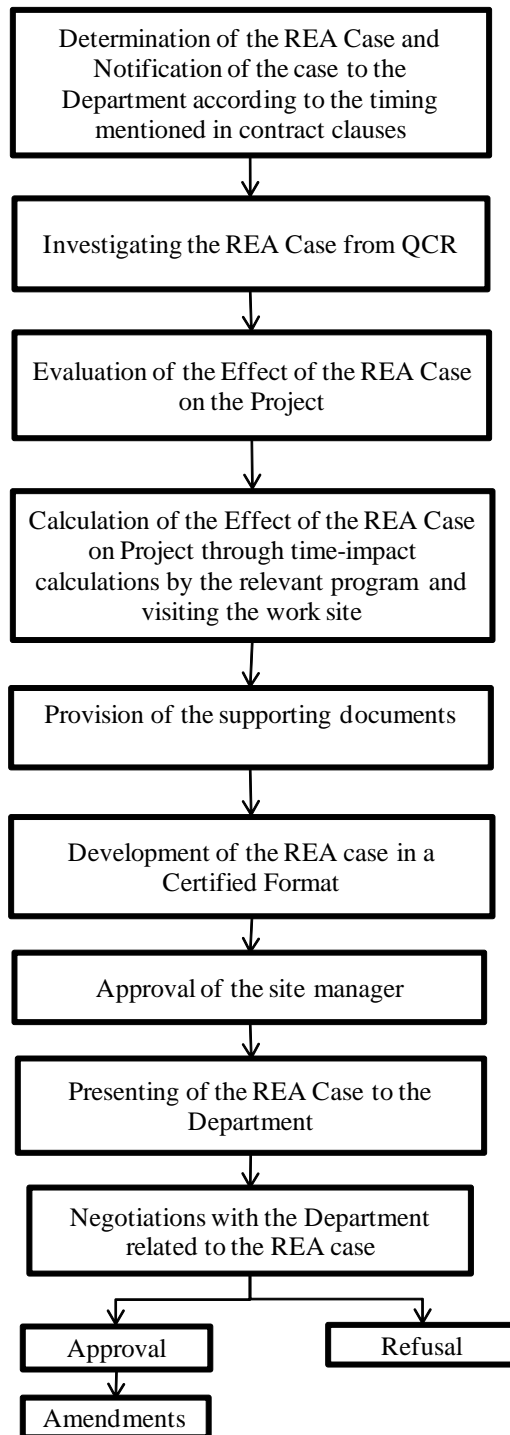 Determination of the REA Case and
Notification of the case to the
Department according to the timing
mentioned in contract clauses
Investigating the REA Case from QCR
Evaluation of the Effect of the REA Case
on the Project
Calculation of the Effect of the REA Case
on Project through time-impact
calculations by the relevant program and
visiting the work site
Provision of the supporting documents
Development of the REA case in a
Certified Format
Approval of the site manager
Presenting of the REA Case to the
Department
Negotiations with the Department
related to the REA case
Approval
Refusal
Amendments